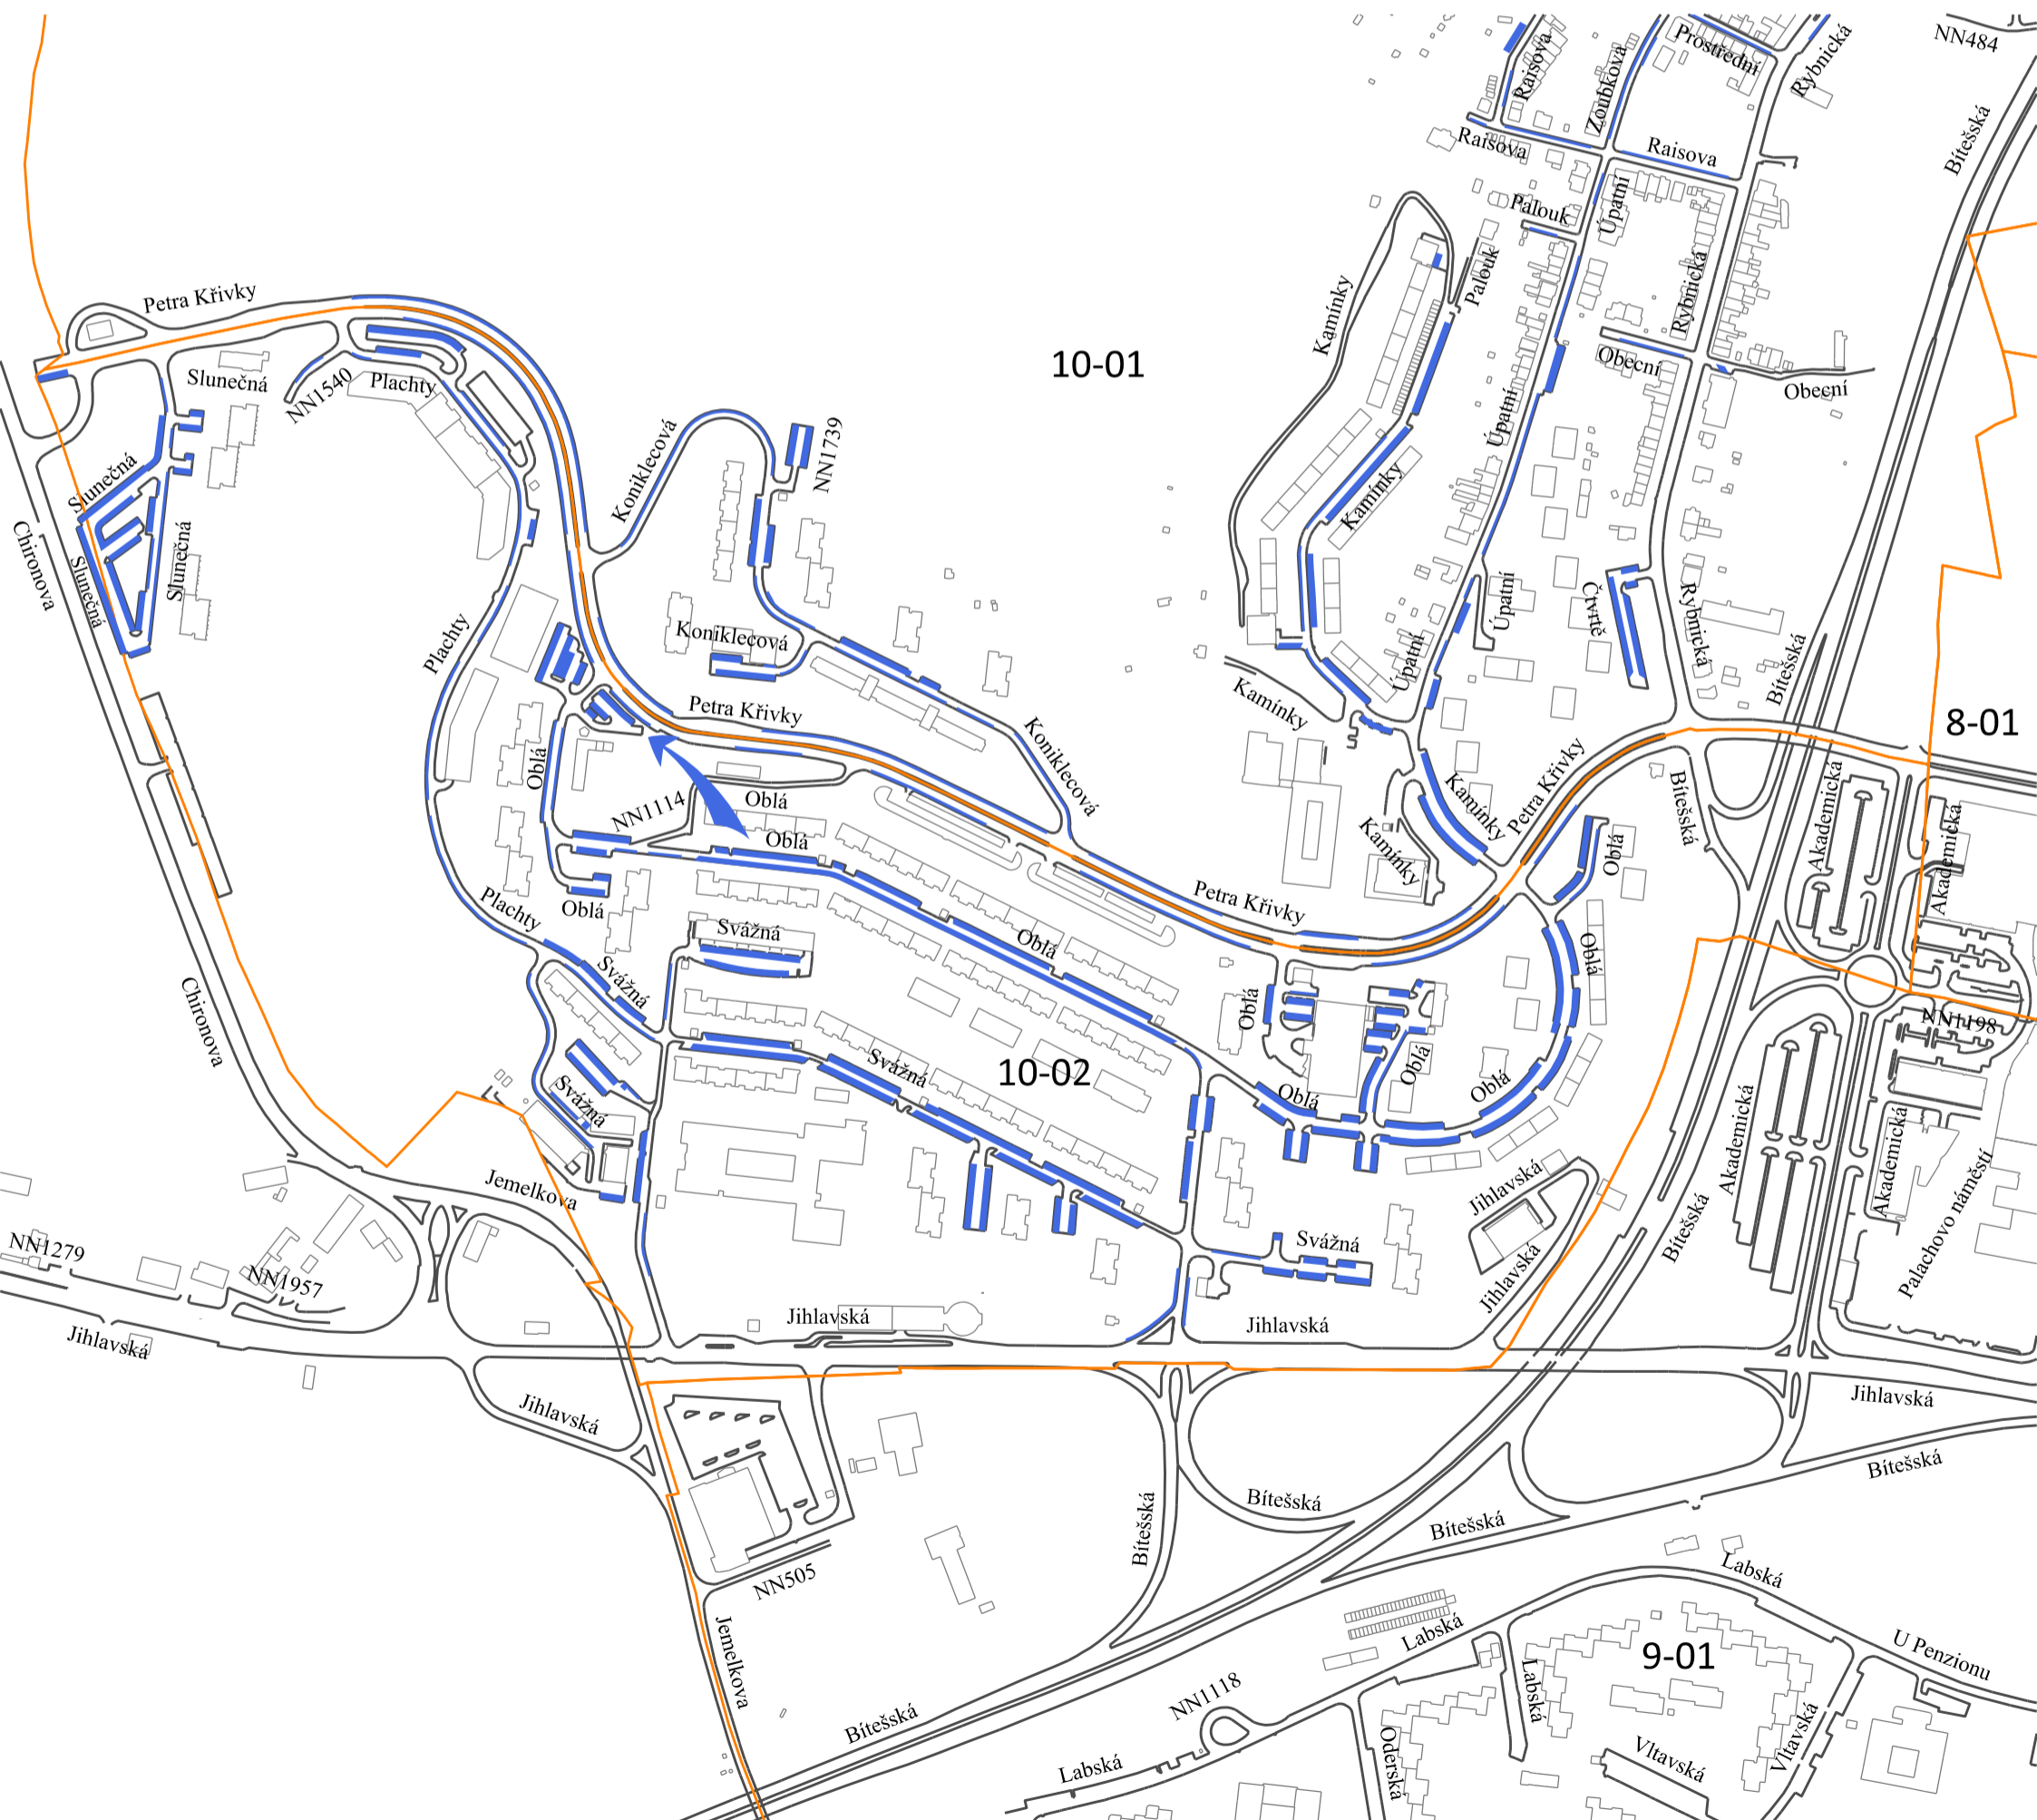 NN484
Prostřední
Rybnická
Raisova
Zoubkova
Bítešská
Raisova
Raisova
Úpatní
Palouk
Palouk
Rybnická
Kamínky
Petra Křivky
10-01
Obecní
Obecní
Slunečná
NN1540
Plachty
Koniklecová
NN1739
Úpatní
Slunečná
Kamínky
Chironova
Slunečná
Slunečná
Čtvrtě
Úpatní
Rybnická
Plachty
Koniklecová
Úpatní
Bítešská
Kamínky
Petra Křivky
8-01
Koniklecová
Oblá
NN1114
Oblá
Oblá
Kamínky
Petra Křivky
Bítešská
Akademická
Akademická
Kamínky
Oblá
Petra Křivky
Plachty
Oblá
Svážná
Oblá
Oblá
Svážná
Chironova
Oblá
NN1198
Svážná
10-02
Oblá
Oblá
Oblá
Svážná
Akademická
Akademická
Jemelkova
Jihlavská
Palachovo náměstí
Bítešská
NN1279
NN1957
Svážná
Jihlavská
Jihlavská
Jihlavská
Jihlavská
Jihlavská
Jihlavská
Bítešská
Bítešská
Bítešská
Bítešská
NN505
Labská
Jemelkova
Labská
9-01
U Penzionu
NN1118
Labská
Bítešská
Vltavská
Vltavská
Oderska
Labská